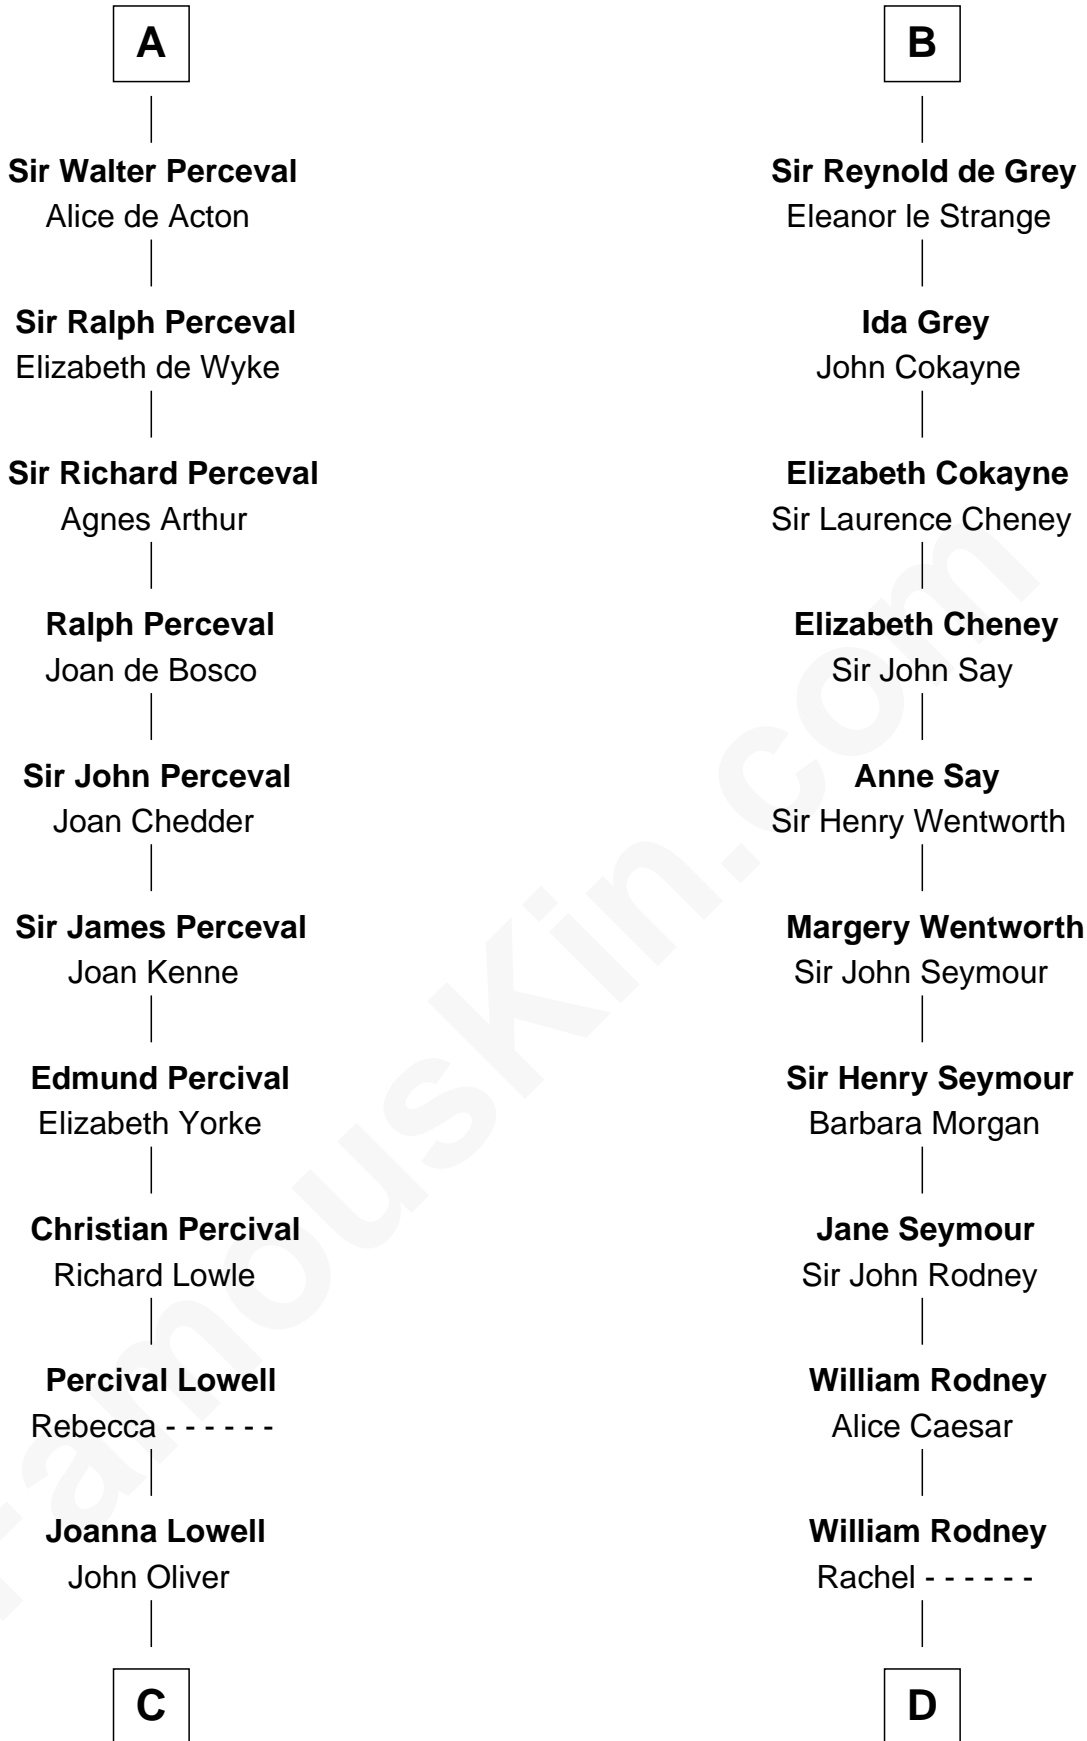 A
Sir Walter Perceval
Alice de Acton
Sir Ralph Perceval
Elizabeth de Wyke
Sir Richard Perceval
Agnes Arthur
Ralph Perceval
Joan de Bosco
Sir John Perceval
Joan Chedder
Sir James Perceval
Joan Kenne
Edmund Percival
Elizabeth Yorke
Christian Percival
Richard Lowle
Percival Lowell
Rebecca - - - - - -
Joanna Lowell
John Oliver
C
B
Sir Reynold de Grey
Eleanor le Strange
Ida Grey
John Cokayne
Elizabeth Cokayne
Sir Laurence Cheney
Elizabeth Cheney
Sir John Say
Anne Say
Sir Henry Wentworth
Margery Wentworth
Sir John Seymour
Sir Henry Seymour
Barbara Morgan
Jane Seymour
Sir John Rodney
William Rodney
Alice Caesar
William Rodney
Rachel - - - - - -
D
FamousKin.com